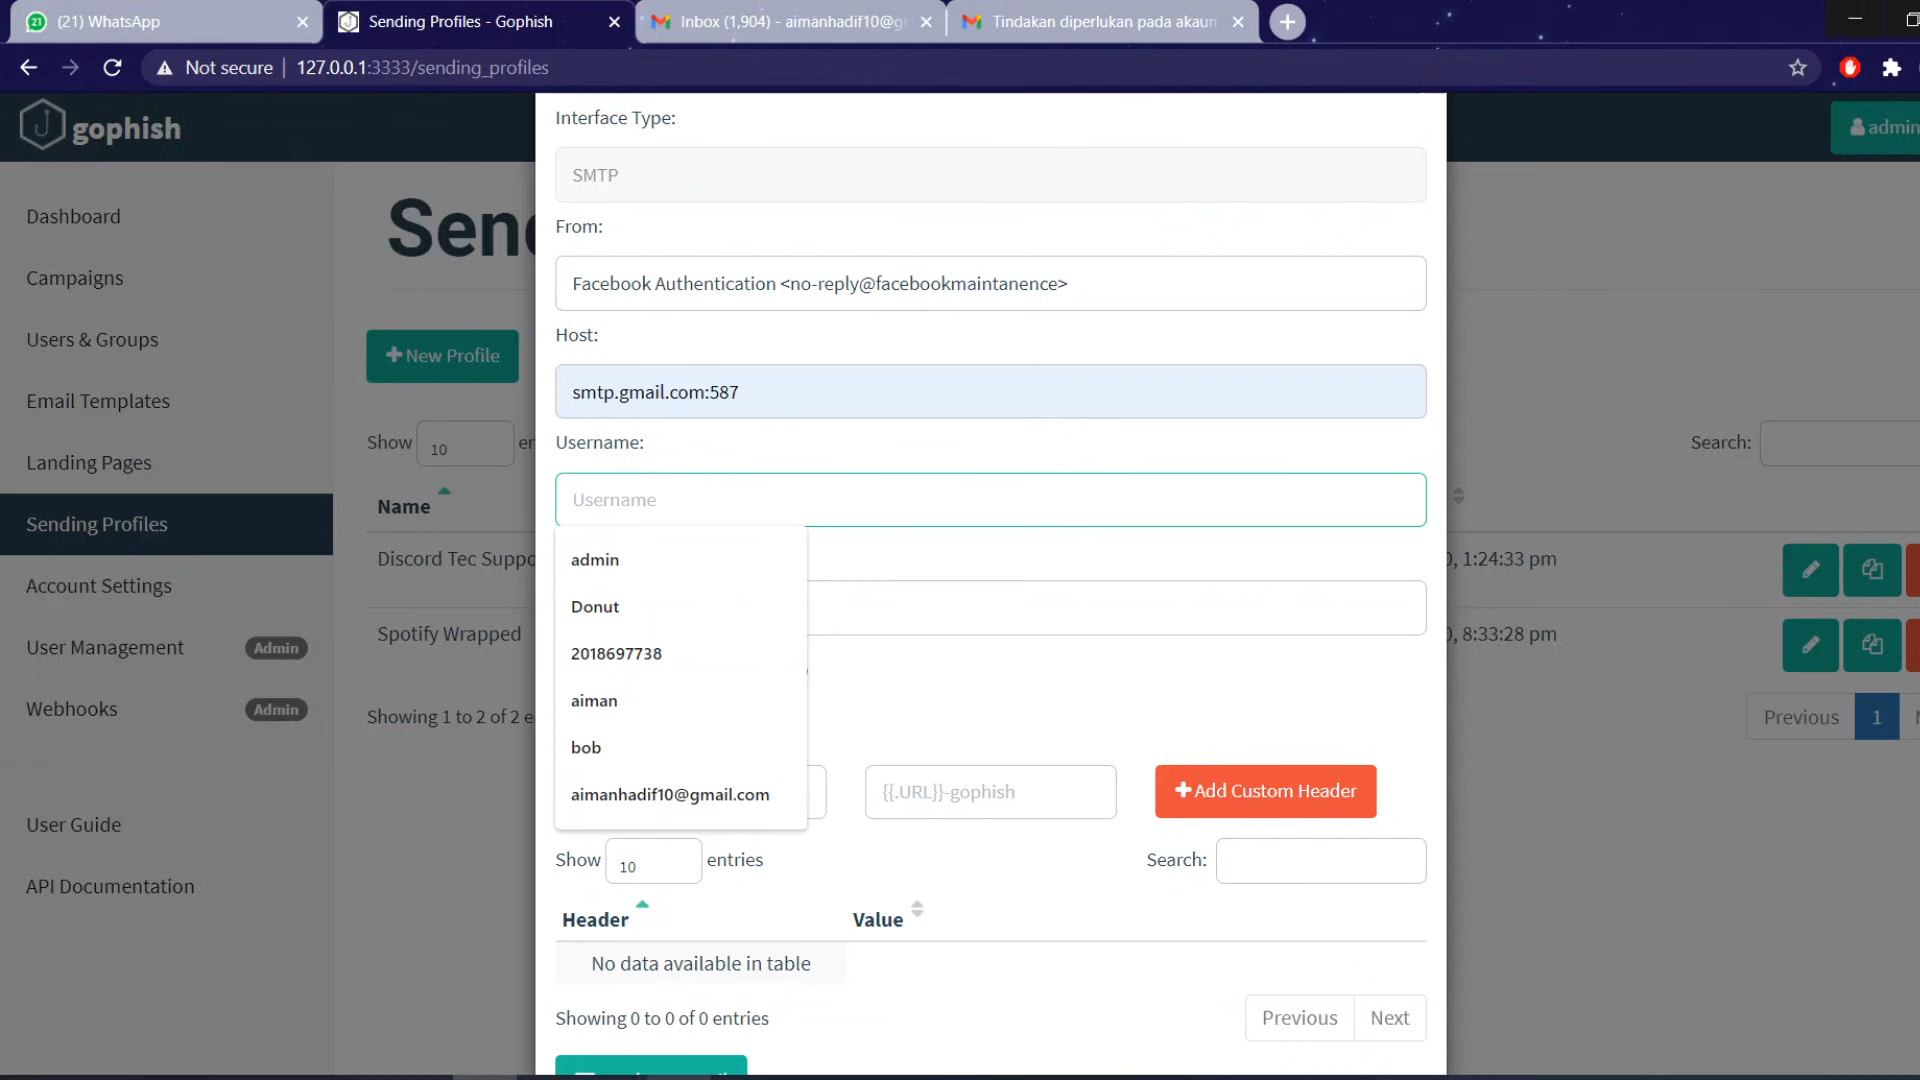 (21) WhatsApp
Sending Profiles - Gophish
Inbox (1,904) - aimanhadif10@g
Tindakan diperlukan pada akaun
Not secure
127.0.0.1:3333/sending_profiles
gophish
admin
Dashboard
Campaigns
Users & Groups
Email Templates
Landing Pages
Sending Profiles
Account Settings
User Management Admin
Webhooks Admin
User Guide
API Documentation
Send
New Profile
Show 10 en
Search:
Name
Discord Tec Suppo
0, 1:24:33 pm
Spotify Wrapped
0, 8:33:28 pm
Showing 1 to 2 of 2 e
Previous 1
Interface Type:
SMTP
From:
Facebook Authentication <no-reply@facebookmaintanence>
Host:
smtp.gmail.com:587
Username:
Username
admin
Donut
2018697738
aiman
bob
aimanhadif10@gmail.com
{{.URL}}-gophish
Add Custom Header
Show 10 entries
Search:
Header Value
No data available in table
Showing 0 to 0 of 0 entries
Previous Next